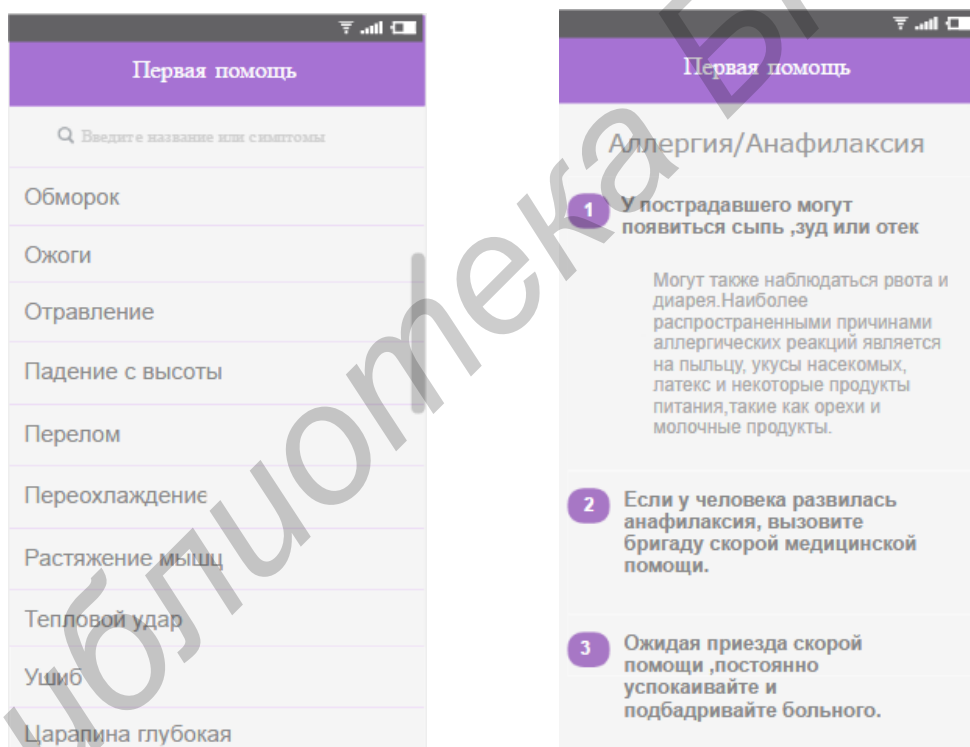 Первая помощь
Введите название или симптомы
Обморок
Ожоги
Отравление
Падение с высоты
Перелом
Переохлаждение
Растяжение мышц
Тепловой удар
Ушиб
Царапина глубокая
Первая помощь
Аллергия/Анафилаксия
1 У пострадавшего могут
появиться сыпь ,зуд или отек
Могут также наблюдаться рвота и
диарея.Наиболее
распространенными причинами
аллергических реакций является
на пыльцу, укусы насекомых,
латекс и некоторые продукты
питания,такие как орехи и
молочные продукты.
2 Если у человека развилась
анафилаксия, вызовите
бригаду скорой медицинской
помощи.
3 Ожидая приезда скорой
помощи ,постоянно
успокаивайте и
подбадривайте больного.